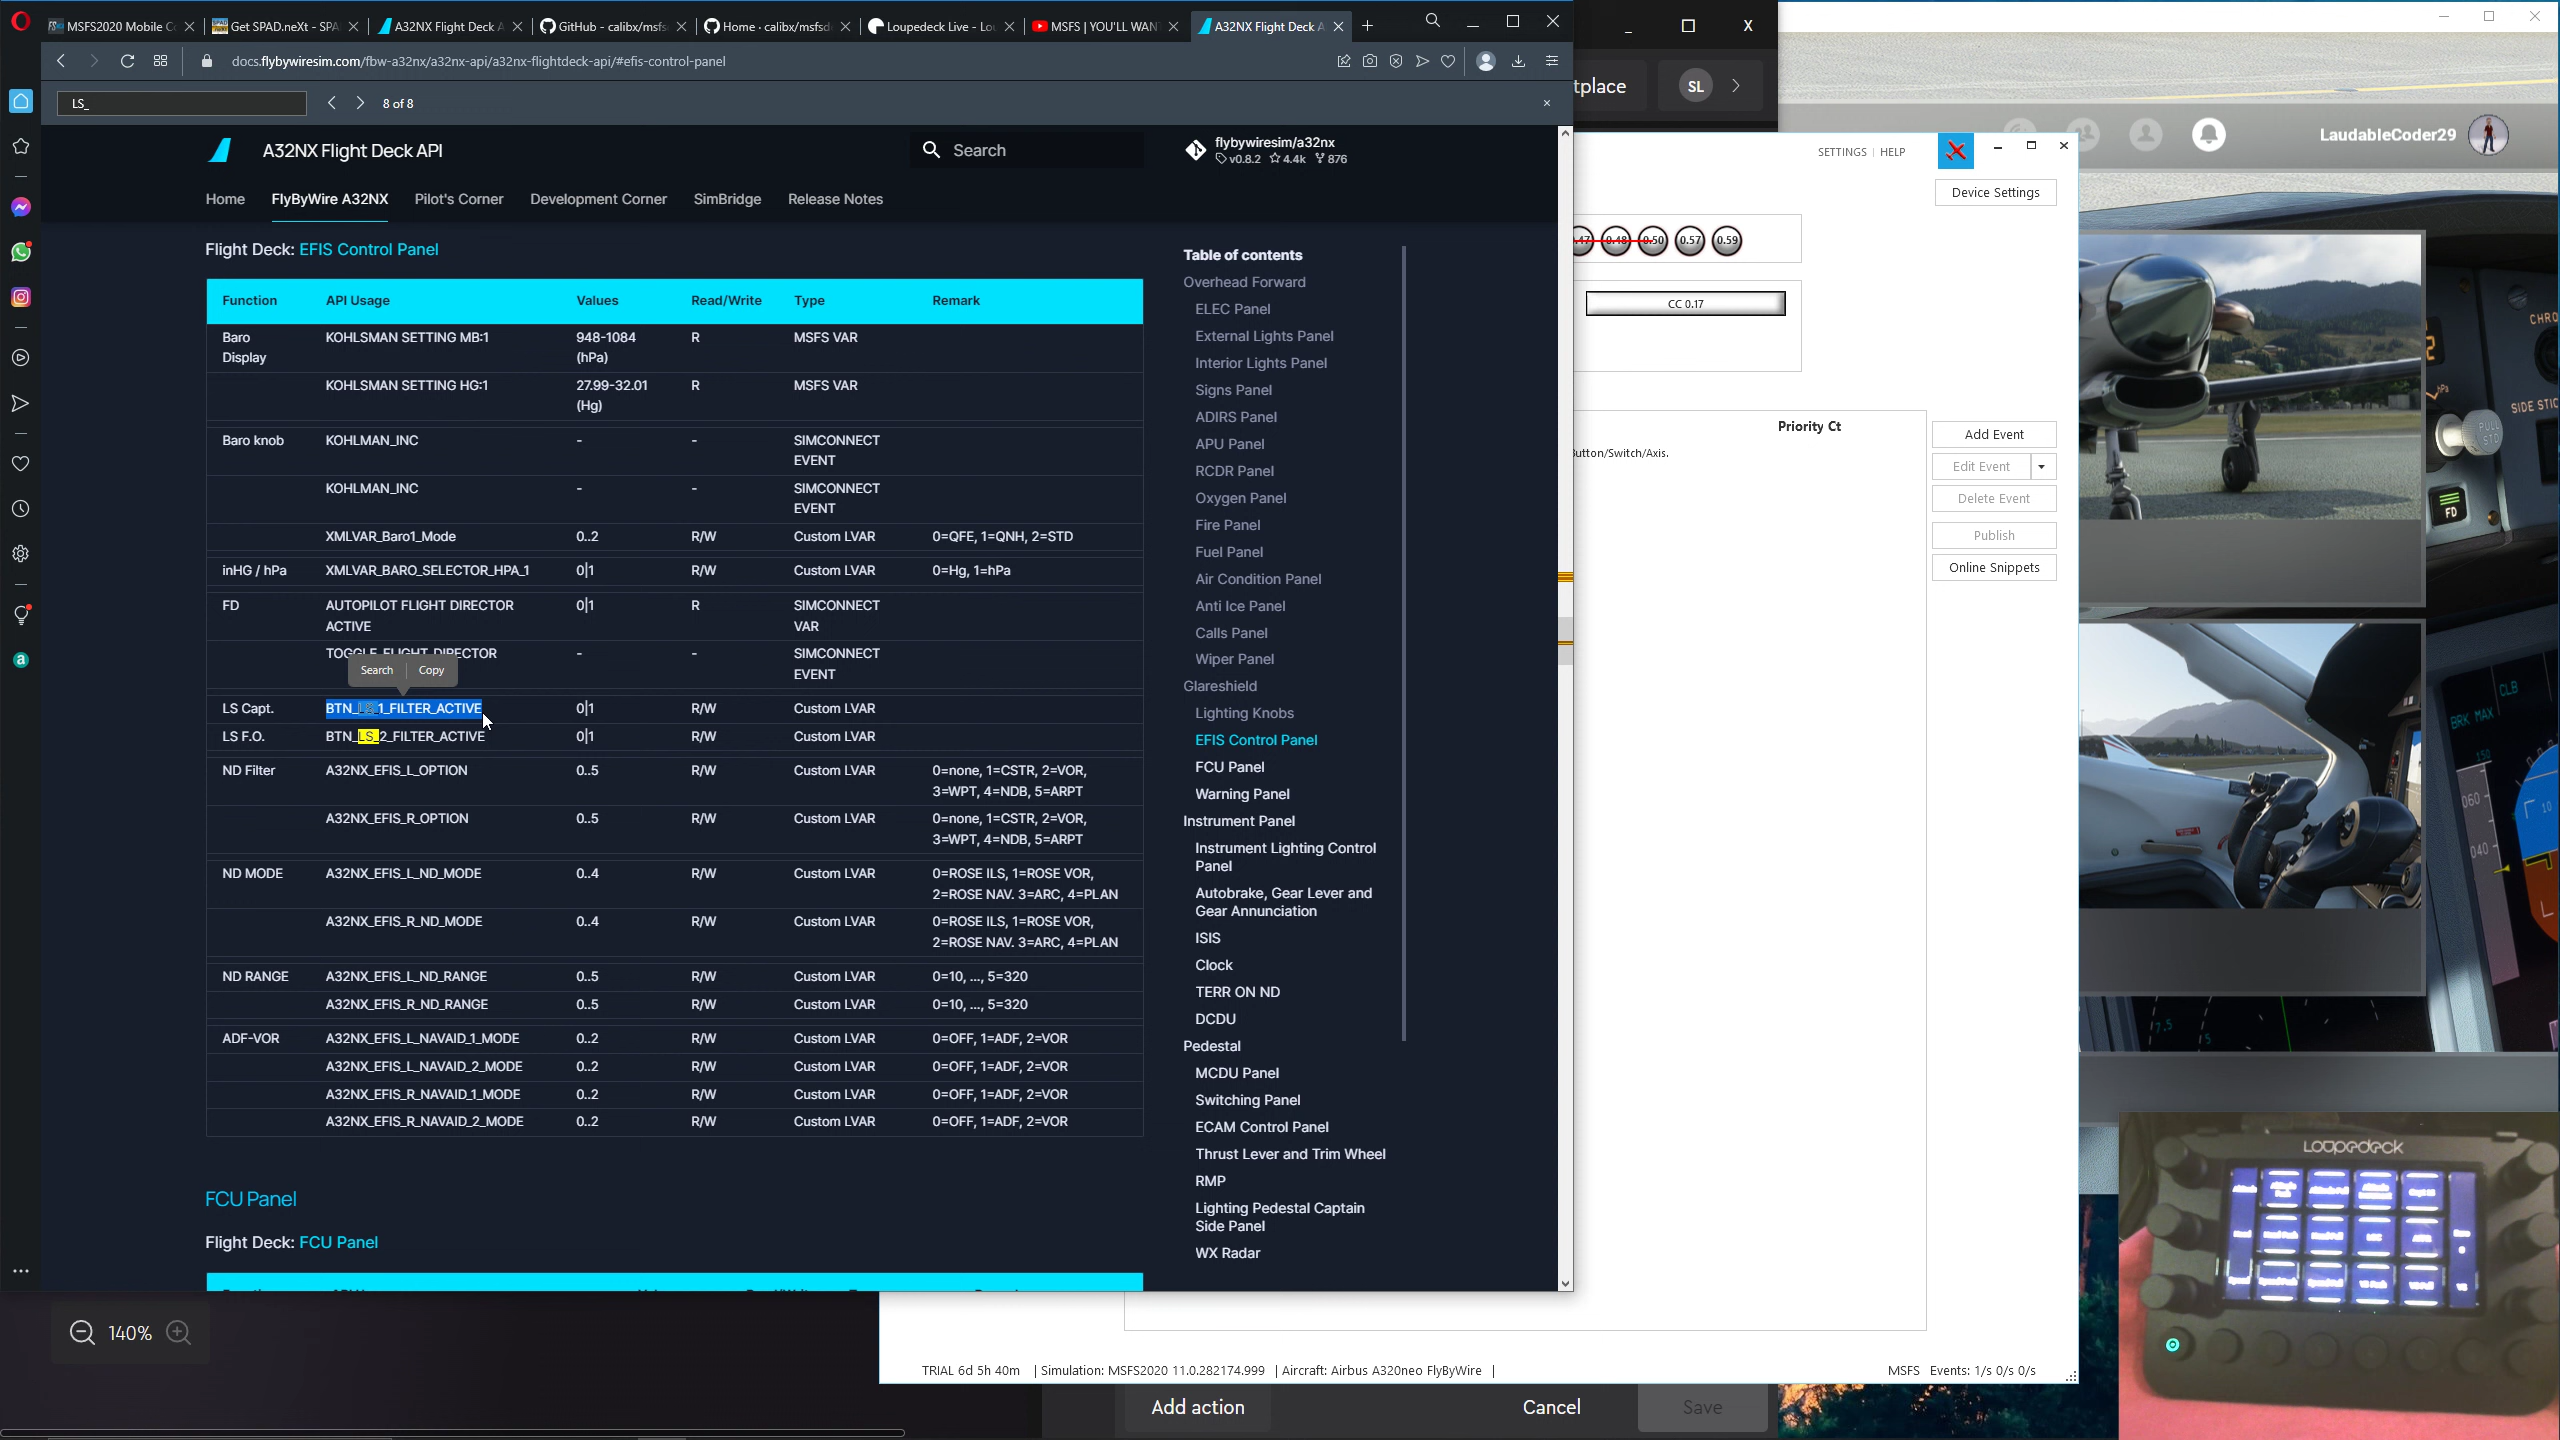 MSFS2020 Mobile C
Get SPAD.neXt - SPA
A32NX Flight Deck A
GitHub - calibx/msfs
Home · calibx/msfsd
Loupedeck Live - Lo
MSFS | YOU'LL WAN
A32NX Flight Deck A
docs.flybywiresim.com/fbw-a32nx/a32nx-api/a32nx-flightdeck-api/#efis-control-panel
LS_
8 of 8
A32NX Flight Deck API
Search
flybywiresim/a32nx
v0.8.2 4.4k 876
Home FlyByWire A32NX Pilot's Corner Development Corner SimBridge Release Notes
Flight Deck: EFIS Control Panel
Function API Usage Values Read/Write Type Remark
Baro Display KOHLSMAN SETTING MB:1 948-1084 (hPa) R MSFS VAR
KOHLSMAN SETTING HG:1 27.99-32.01 (Hg) R MSFS VAR
Baro knob KOHLMAN_INC - - SIMCONNECT EVENT
KOHLMAN_INC - - SIMCONNECT EVENT
XMLVAR_Baro1_Mode 0..2 R/W Custom LVAR 0=QFE, 1=QNH, 2=STD
inHG / hPa XMLVAR_BARO_SELECTOR_HPA_1 0|1 R/W Custom LVAR 0=Hg, 1=hPa
FD AUTOPILOT FLIGHT DIRECTOR ACTIVE 0|1 R SIMCONNECT VAR
TOGGLE_FLIGHT_DIRECTOR - - SIMCONNECT EVENT
Search Copy
LS Capt. BTN_LS_1_FILTER_ACTIVE 0|1 R/W Custom LVAR
LS F.O. BTN_LS_2_FILTER_ACTIVE 0|1 R/W Custom LVAR
ND Filter A32NX_EFIS_L_OPTION 0..5 R/W Custom LVAR 0=none, 1=CSTR, 2=VOR, 3=WPT, 4=NDB, 5=ARPT
A32NX_EFIS_R_OPTION 0..5 R/W Custom LVAR 0=none, 1=CSTR, 2=VOR, 3=WPT, 4=NDB, 5=ARPT
ND MODE A32NX_EFIS_L_ND_MODE 0..4 R/W Custom LVAR 0=ROSE ILS, 1=ROSE VOR, 2=ROSE NAV. 3=ARC, 4=PLAN
A32NX_EFIS_R_ND_MODE 0..4 R/W Custom LVAR 0=ROSE ILS, 1=ROSE VOR, 2=ROSE NAV. 3=ARC, 4=PLAN
ND RANGE A32NX_EFIS_L_ND_RANGE 0..5 R/W Custom LVAR 0=10, ..., 5=320
A32NX_EFIS_R_ND_RANGE 0..5 R/W Custom LVAR 0=10, ..., 5=320
ADF-VOR A32NX_EFIS_L_NAVAID_1_MODE 0..2 R/W Custom LVAR 0=OFF, 1=ADF, 2=VOR
A32NX_EFIS_L_NAVAID_2_MODE 0..2 R/W Custom LVAR 0=OFF, 1=ADF, 2=VOR
A32NX_EFIS_R_NAVAID_1_MODE 0..2 R/W Custom LVAR 0=OFF, 1=ADF, 2=VOR
A32NX_EFIS_R_NAVAID_2_MODE 0..2 R/W Custom LVAR 0=OFF, 1=ADF, 2=VOR
FCU Panel
Flight Deck: FCU Panel
Table of contents
Overhead Forward
ELEC Panel
External Lights Panel
Interior Lights Panel
Signs Panel
ADIRS Panel
APU Panel
RCDR Panel
Oxygen Panel
Fire Panel
Fuel Panel
Air Condition Panel
Anti Ice Panel
Calls Panel
Wiper Panel
Glareshield
Lighting Knobs
EFIS Control Panel
FCU Panel
Warning Panel
Instrument Panel
Instrument Lighting Control
Panel
Autobrake, Gear Lever and
Gear Annunciation
ISIS
Clock
TERR ON ND
DCDU
Pedestal
MCDU Panel
Switching Panel
ECAM Control Panel
Thrust Lever and Trim Wheel
RMP
Lighting Pedestal Captain
Side Panel
WX Radar
140%
tplace
SL
SETTINGS | HELP
Device Settings
0.48 0.50 0.57 0.59
CC 0.17
Priority Ct
Button/Switch/Axis.
Add Event
Edit Event
Delete Event
Publish
Online Snippets
TRIAL 6d 5h 40m | Simulation: MSFS2020 11.0.282174.999 | Aircraft: Airbus A320neo FlyByWire |
MSFS Events: 1/s 0/s 0/s
Add action
Cancel
Save
LaudableCoder29
CHRO
hPa
SIDE STIC
PULL
STD
FD
CLB
BRK MAX
060
040
10
7.5
5
Loupedeck